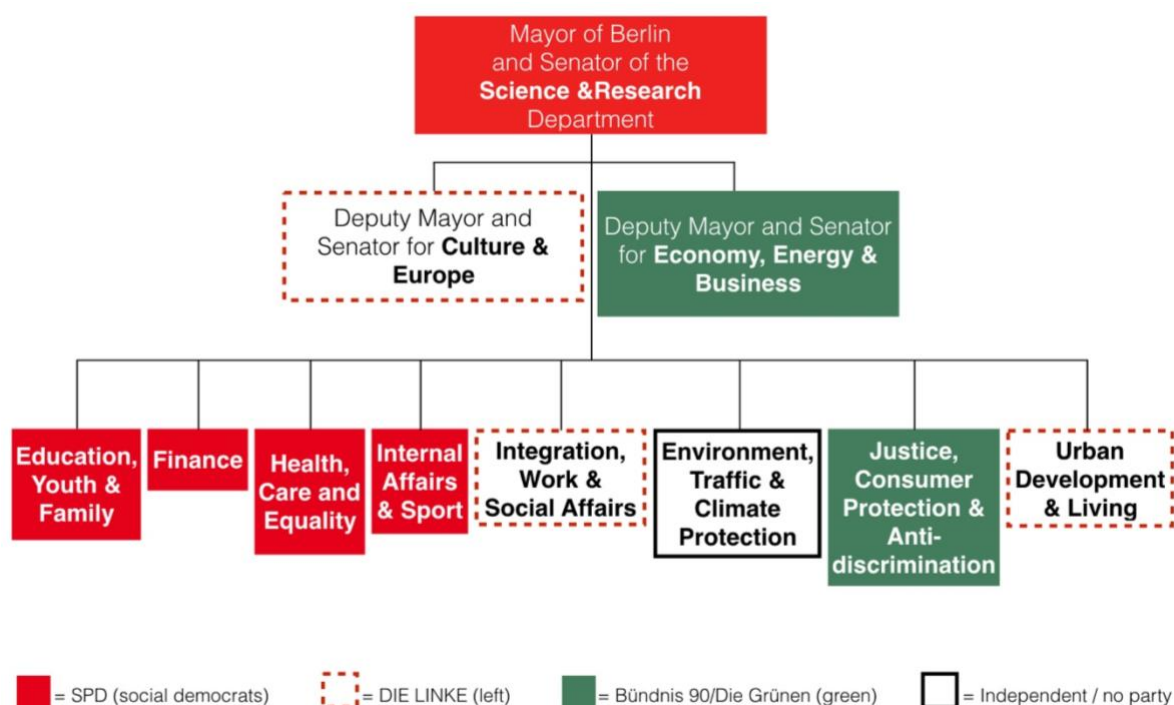 Mayor of Berlin
and Senator of the
Science &Research
Department
Deputy Mayor and
Senator for Culture &
Europe
Deputy Mayor and Senator
for Economy, Energy &
Business
Education,
Youth &
Family
Finance
Health,
Care and
Equality
Internal
Affairs
& Sport
Integration,
Work &
Social Affairs
Environment,
Traffic &
Climate
Protection
Justice,
Consumer
Protection &
Anti-
discrimination
Urban
Development
& Living
= SPD (social democrats)
= DIE LINKE (left)
= Bündnis 90/Die Grünen (green)
= Independent / no party